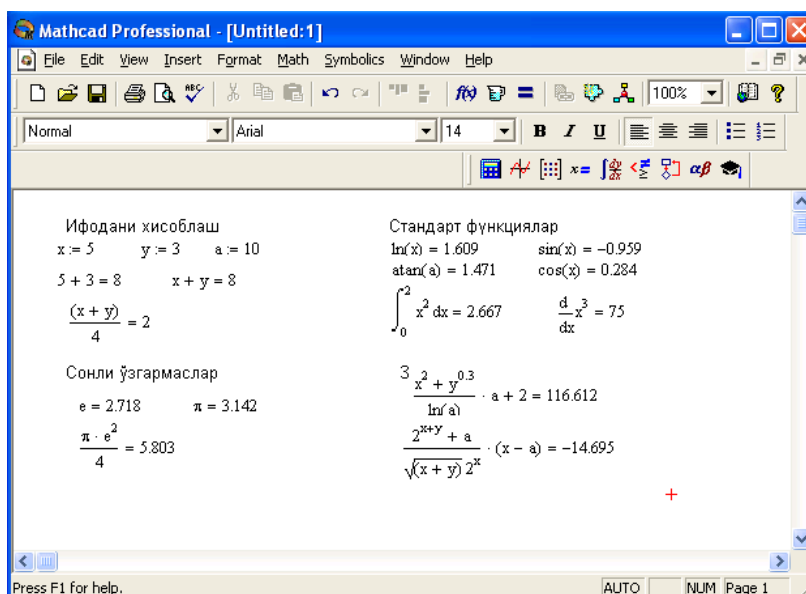 Mathcad Professional - [Untitled:1]
File Edit View Insert Format Math Symbolics Window Help
100%
Normal Arial 14 B I U
Ифодани хисоблаш
x := 5 y := 3 a := 10
5 + 3 = 8 x + y = 8
(x + y)/4 = 2
Сонли ўзгармаслар
e = 2.718 π = 3.142
π · e^2/4 = 5.803
Стандарт функциялар
ln(x) = 1.609 sin(x) = −0.959
atan(a) = 1.471 cos(x) = 0.284
∫_0^2 x^2 dx = 2.667 d/dx x^3 = 75
3 (x^2 + y^0.3)/ln(a) · a + 2 = 116.612
(2^(x+y) + a)/(√(x + y) 2^x) · (x − a) = −14.695
Press F1 for help. AUTO NUM Page 1